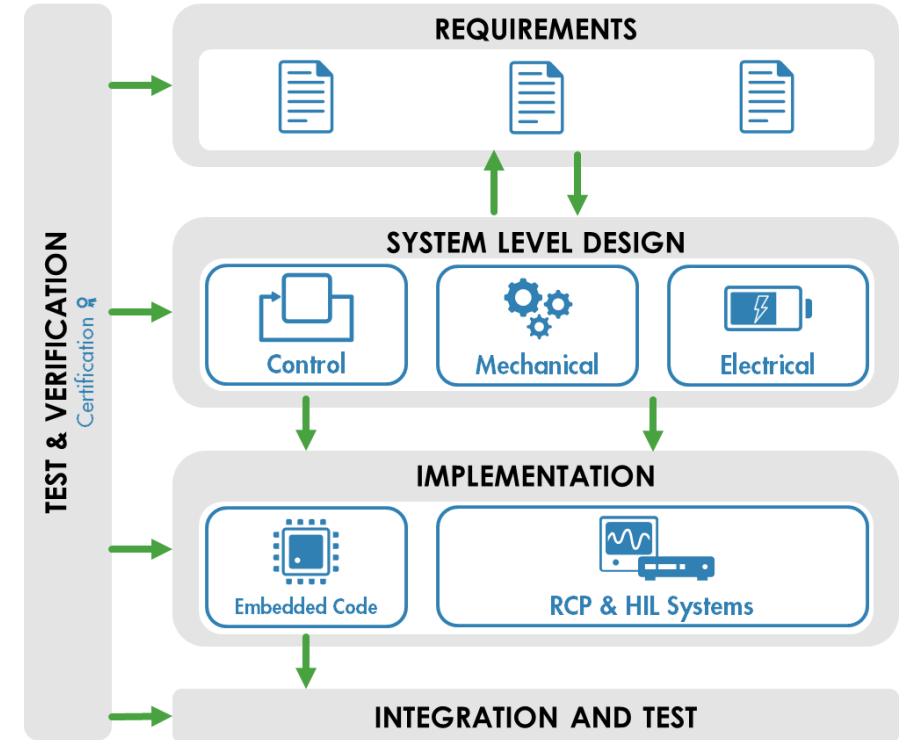 REQUIREMENTS
TEST & VERIFICATION
Certification
SYSTEM LEVEL DESIGN
Control
Mechanical
Electrical
IMPLEMENTATION
Embedded Code
RCP & HIL Systems
INTEGRATION AND TEST